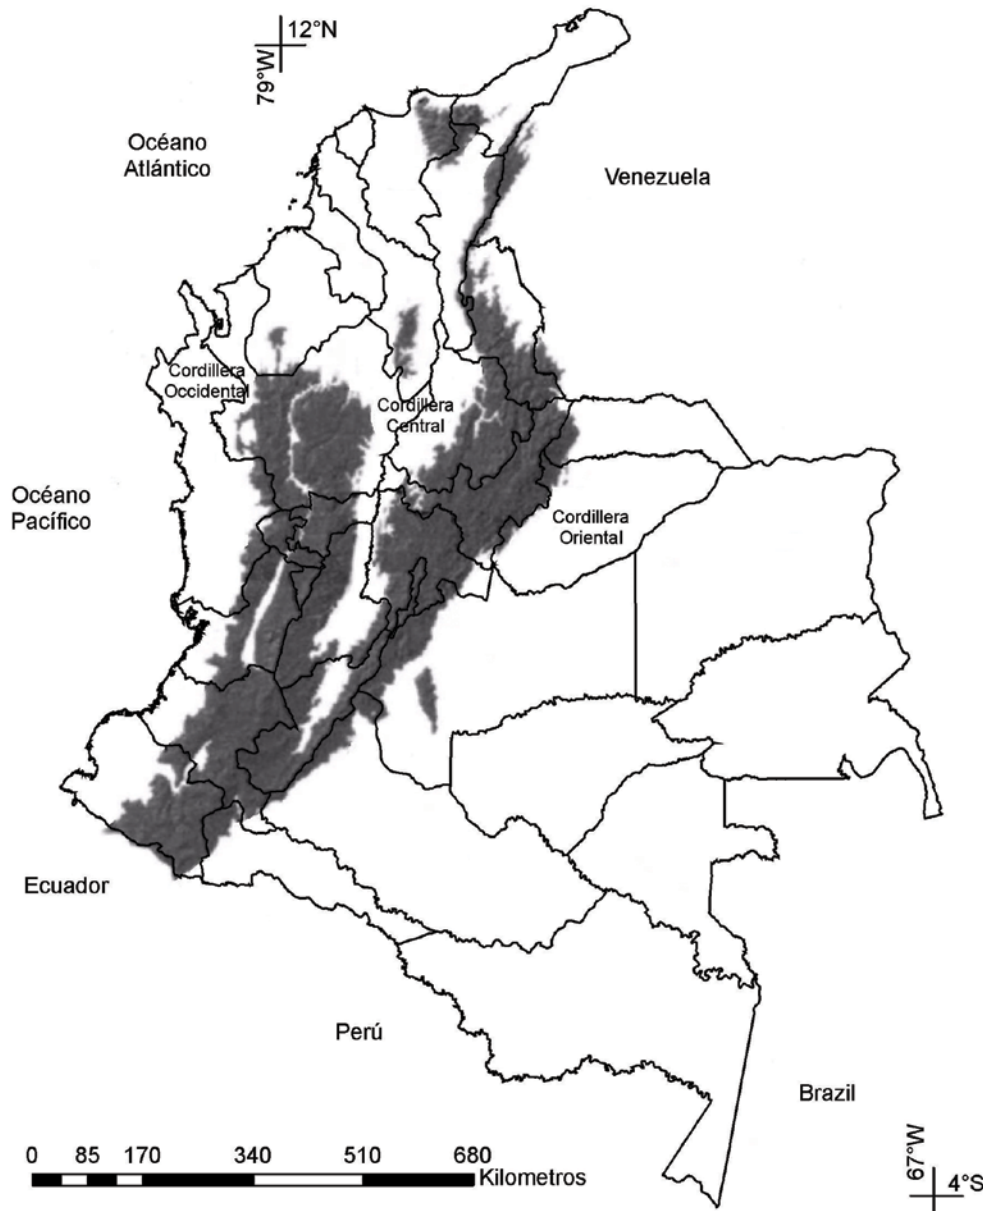 12°N
79°W
Océano
Atlántico
Venezuela
Cordillera
Occidental
Cordillera
Central
Océano
Pacífico
Cordillera
Oriental
Ecuador
Perú
Brazil
0 85 170 340 510 680
Kilometros
67°W
4°S